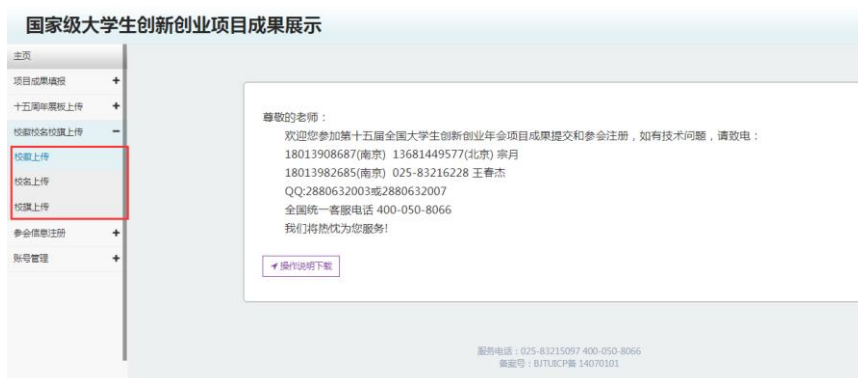 国家级大学生创新创业项目成果展示
主页
项目成果填报 +
十五周年展板上传 +
校徽校名校旗上传 −
校徽上传
校名上传
校旗上传
参会信息注册 +
账号管理 +
尊敬的老师：
欢迎您参加第十五届全国大学生创新创业年会项目成果提交和参会注册，如有技术问题，请致电：
18013908687(南京) 13681449577(北京) 宗月
18013982685(南京) 025-83216228 王春杰
QQ:2880632003或2880632007
全国统一客服电话 400-050-8066
我们将热忱为您服务!
操作说明下载
服务电话：025-83215097 400-050-8066
备案号：BJTUICP备 14070101